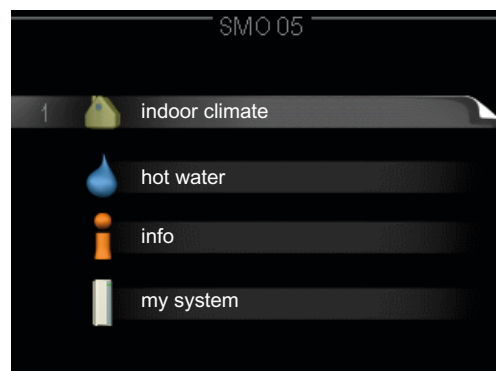 SMO 05
1 indoor climate
hot water
info
my system